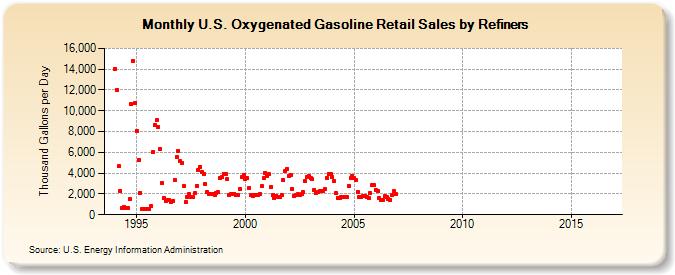 Monthly U.S. Oxygenated Gasoline Retail Sales by Refiners
Thousand Gallons per Day
16,000
14,000
12,000
10,000
8,000
6,000
4,000
2,000
0
1995 2000 2005 2010 2015
Source: U.S. Energy Information Administration